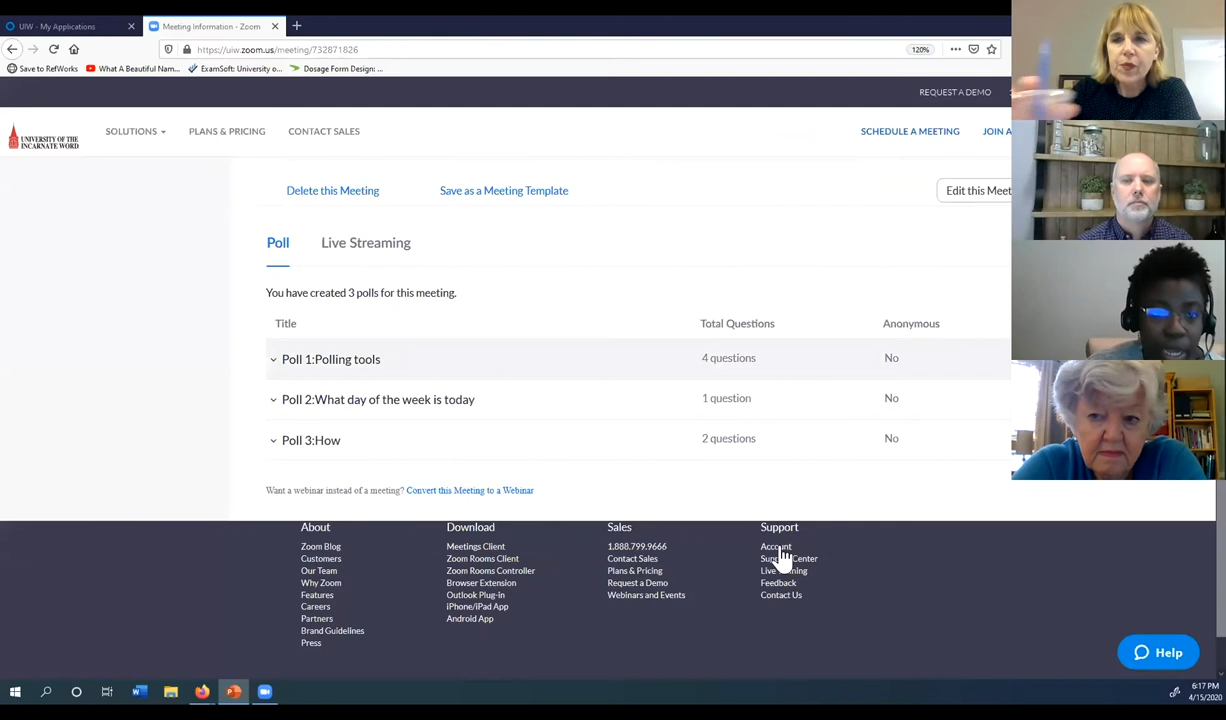 UIW - My Applications
Meeting Information - Zoom
https://uiw.zoom.us/meeting/732871826
120%
Save to RefWorks
What A Beautiful Nam...
ExamSoft: University o...
Dosage Form Design: ...
REQUEST A DEMO
UNIVERSITY OF THE
INCARNATE WORD
SOLUTIONS
PLANS & PRICING
CONTACT SALES
SCHEDULE A MEETING
JOIN A
Delete this Meeting
Save as a Meeting Template
Edit this Meet
Poll
Live Streaming
You have created 3 polls for this meeting.
Title
Total Questions
Anonymous
Poll 1:Polling tools
4 questions
No
Poll 2:What day of the week is today
1 question
No
Poll 3:How
2 questions
No
Want a webinar instead of a meeting? Convert this Meeting to a Webinar
About
Zoom Blog
Customers
Our Team
Why Zoom
Features
Careers
Partners
Brand Guidelines
Press
Download
Meetings Client
Zoom Rooms Client
Zoom Rooms Controller
Browser Extension
Outlook Plug-in
iPhone/iPad App
Android App
Sales
1.888.799.9666
Contact Sales
Plans & Pricing
Request a Demo
Webinars and Events
Support
Account
Center
Live
Feedback
Contact Us
Help
6:17 PM
4/15/2020